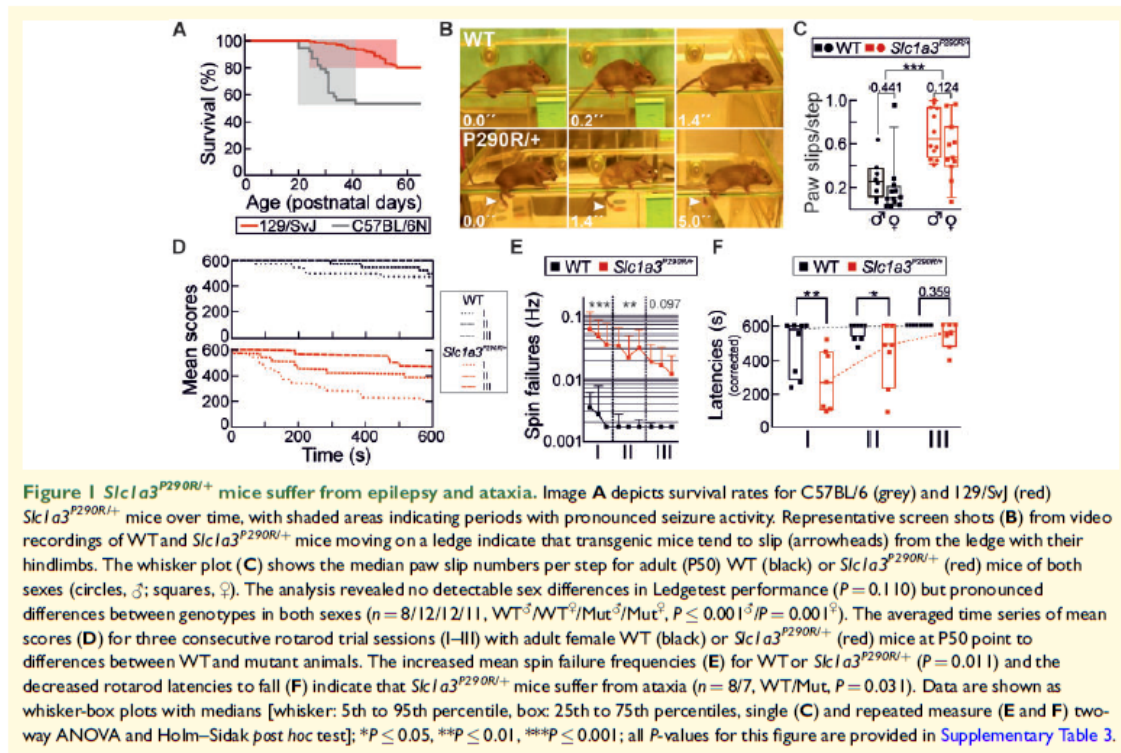 A
100
80
60
40
20
0
Survival (%)
0 20 40 60
Age (postnatal days)
129/SvJ C57BL/6N
B
WT
0.0´´ 0.2´´ 1.4´´
P290R/+
0.0´´ 1.4´´ 5.0´´
C
WT Slc1a3P290R/+
***
0.441 0.124
1.0
0.6
0.2
Paw slips/step
♂ ♀ ♂ ♀
D
600
400
200
0
600
400
200
0
Mean scores
0 200 400 600
Time (s)
WT
I
II
III
Slc1a3P290R/+
I
II
III
E
WT Slc1a3P290R/+
*** ** 0.097
0.1
0.01
0.001
Spin failures (Hz)
I II III
F
WT Slc1a3P290R/+
** * 0.359
600
400
200
0
Latencies (s)
(corrected)
I II III
Figure 1 Slc1a3P290R/+ mice suffer from epilepsy and ataxia. Image A depicts survival rates for C57BL/6 (grey) and 129/SvJ (red)
Slc1a3P290R/+ mice over time, with shaded areas indicating periods with pronounced seizure activity. Representative screen shots (B) from video
recordings of WT and Slc1a3P290R/+ mice moving on a ledge indicate that transgenic mice tend to slip (arrowheads) from the ledge with their
hindlimbs. The whisker plot (C) shows the median paw slip numbers per step for adult (P50) WT (black) or Slc1a3P290R/+ (red) mice of both
sexes (circles, ♂; squares, ♀). The analysis revealed no detectable sex differences in Ledgetest performance (P = 0.110) but pronounced
differences between genotypes in both sexes (n = 8/12/12/11, WT♂/WT♀/Mut♂/Mut♀, P ≤ 0.001♂/P = 0.001♀). The averaged time series of mean
scores (D) for three consecutive rotarod trial sessions (I–III) with adult female WT (black) or Slc1a3P290R/+ (red) mice at P50 point to
differences between WT and mutant animals. The increased mean spin failure frequencies (E) for WT or Slc1a3P290R/+ (P = 0.011) and the
decreased rotarod latencies to fall (F) indicate that Slc1a3P290R/+ mice suffer from ataxia (n = 8/7, WT/Mut, P = 0.031). Data are shown as
whisker-box plots with medians [whisker: 5th to 95th percentile, box: 25th to 75th percentiles, single (C) and repeated measure (E and F) two-
way ANOVA and Holm–Sidak post hoc test]; *P ≤ 0.05, **P ≤ 0.01, ***P ≤ 0.001; all P-values for this figure are provided in Supplementary Table 3.